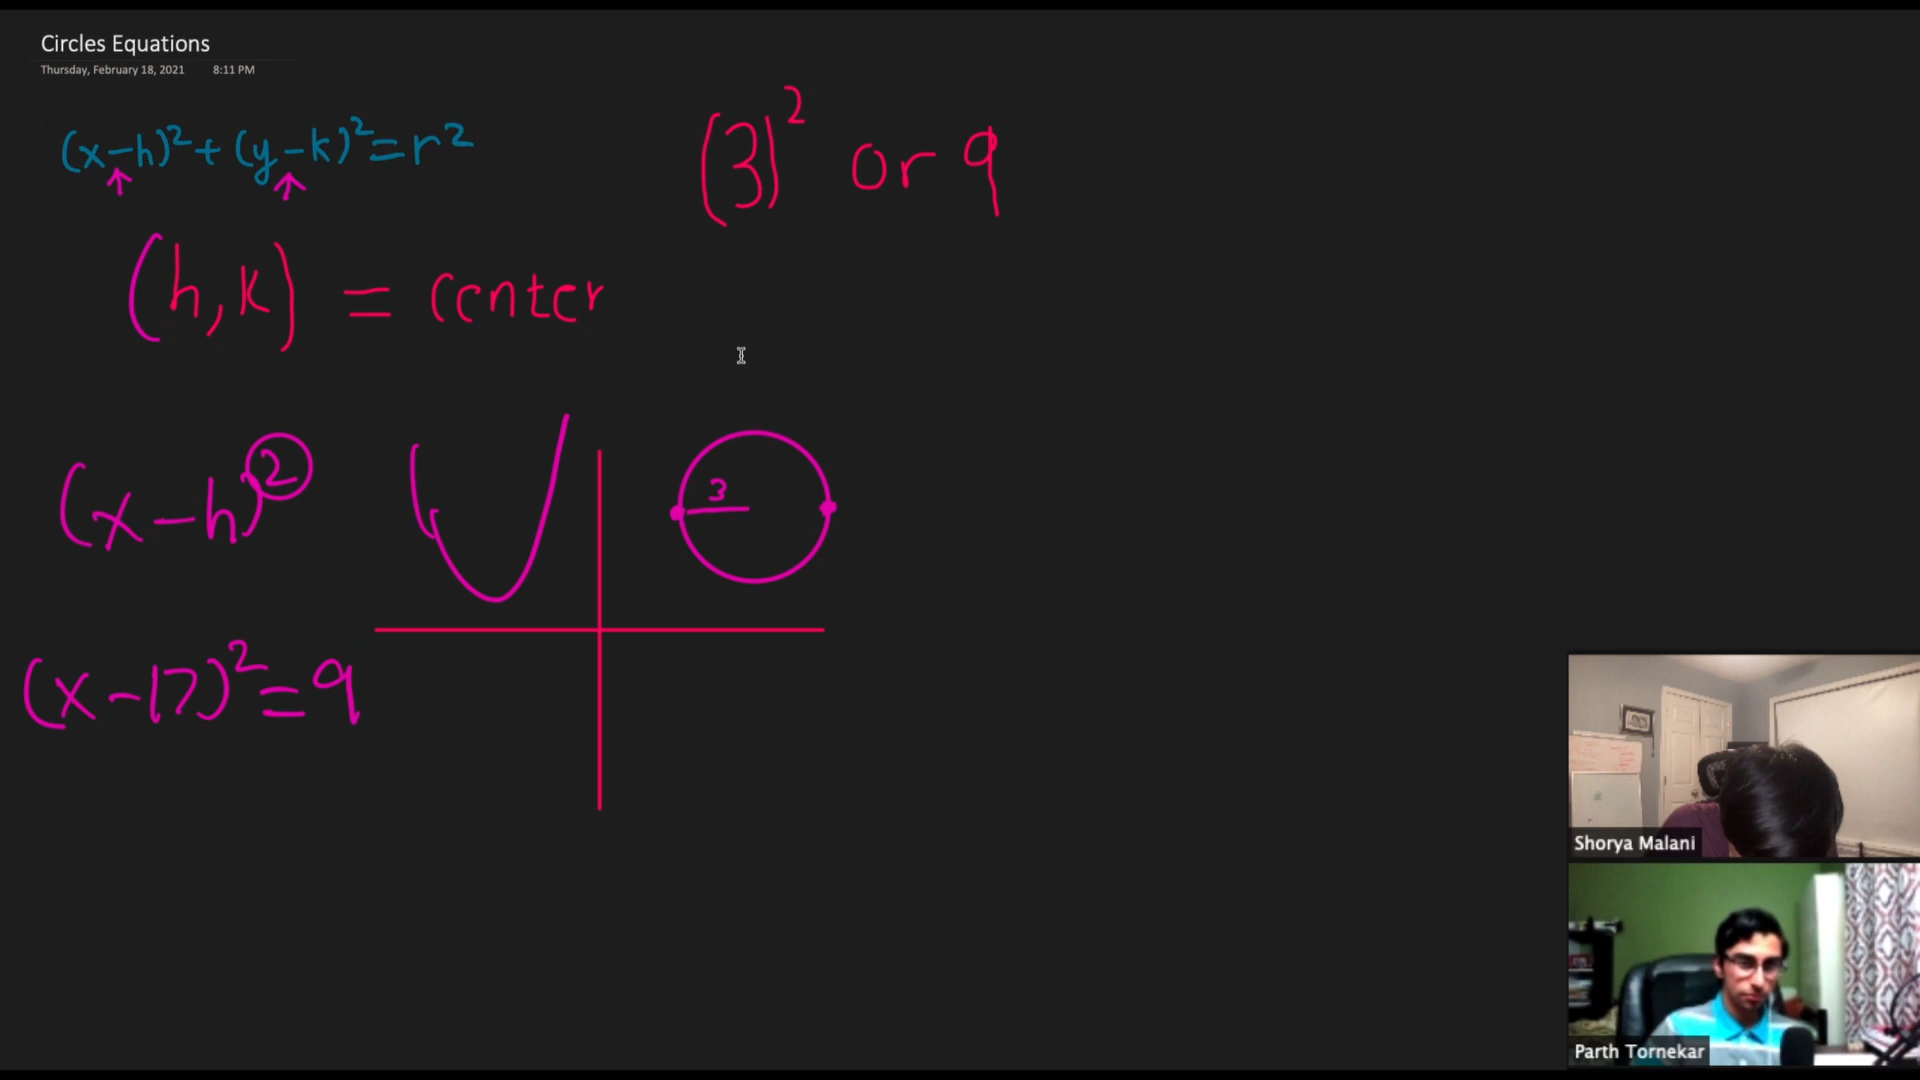 Circles Equations
Thursday, February 18, 2021 8:11 PM
(x-h)²+(y-k)²=r²
(3)² or 9
(h,k) = center
(x-h)²
3
(x-17)²=9
Shorya Malani
Parth Tornekar